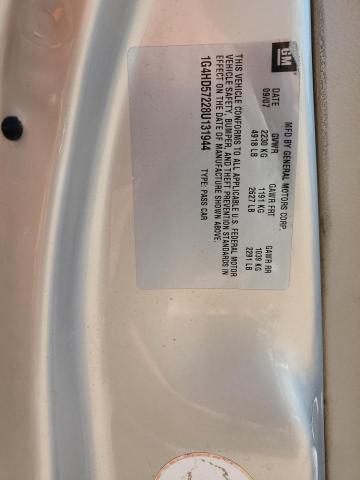 GM
MFD BY GENERAL MOTORS CORP.
DATE GVWR GAWR FRT GAWR RR
09/07 2230 KG 1191 KG 1039 KG
4918 LB 2627 LB 2291 LB
THIS VEHICLE CONFORMS TO ALL APPLICABLE U.S. FEDERAL MOTOR
VEHICLE SAFETY, BUMPER, AND THEFT PREVENTION STANDARDS IN
EFFECT ON THE DATE OF MANUFACTURE SHOWN ABOVE.
1G4HD57228U131944 TYPE: PASS CAR